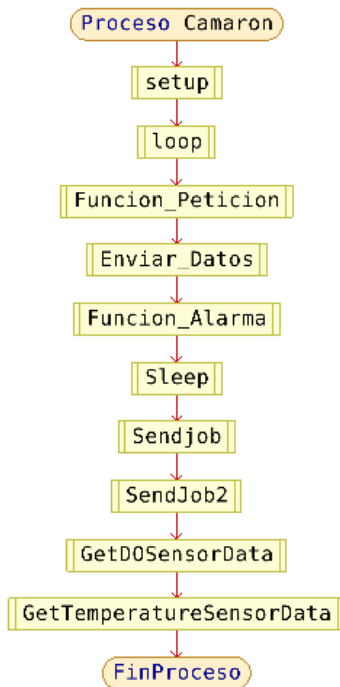 Proceso Camaron
setup
loop
Funcion_Peticion
Enviar_Datos
Funcion_Alarma
Sleep
Sendjob
SendJob2
GetDOSensorData
GetTemperatureSensorData
FinProceso